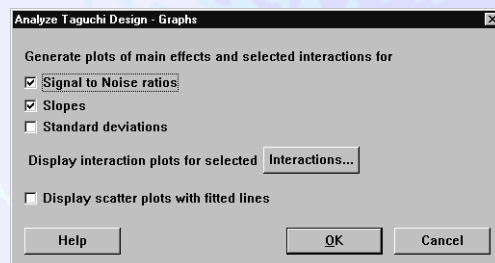 Analyze Taguchi Design - Graphs
Generate plots of main effects and selected interactions for
Signal to Noise ratios
Slopes
Standard deviations
Display interaction plots for selected Interactions...
Display scatter plots with fitted lines
Help OK Cancel